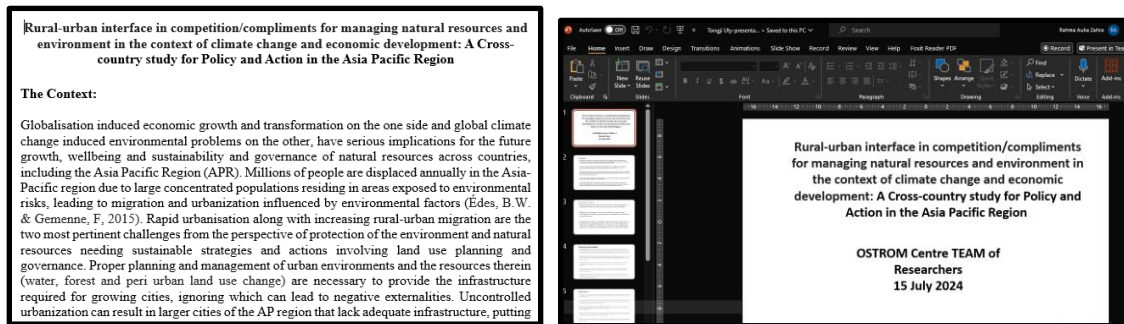 Rural-urban interface in competition/compliments for managing natural resources and
environment in the context of climate change and economic development: A Cross-
country study for Policy and Action in the Asia Pacific Region
The Context:
Globalisation induced economic growth and transformation on the one side and global climate
change induced environmental problems on the other, have serious implications for the future
growth, wellbeing and sustainability and governance of natural resources across countries,
including the Asia Pacific Region (APR). Millions of people are displaced annually in the Asia-
Pacific region due to large concentrated populations residing in areas exposed to environmental
risks, leading to migration and urbanization influenced by environmental factors (Édes, B.W.
& Gemenne, F, 2015). Rapid urbanisation along with increasing rural-urban migration are the
two most pertinent challenges from the perspective of protection of the environment and natural
resources needing sustainable strategies and actions involving land use planning and
governance. Proper planning and management of urban environments and the resources therein
(water, forest and peri urban land use change) are necessary to provide the infrastructure
required for growing cities, ignoring which can lead to negative externalities. Uncontrolled
urbanization can result in larger cities of the AP region that lack adequate infrastructure, putting
AutoSave Off Saved to this PC Search
File Home Insert Draw Design Transitions Animations Slide Show Record Review View Help Foxit Reader PDF Record
Paste New Slide Reuse Slides Shapes Arrange Find Replace Select Dictate Add-ins
Clipboard Slides Font Paragraph Drawing Editing Voice Add-ins
1
2
3
4
5
Rural-urban interface in competition/compliments
for managing natural resources and environment in
the context of climate change and economic
development: A Cross-country study for Policy and
Action in the Asia Pacific Region
OSTROM Centre TEAM of
Researchers
15 July 2024